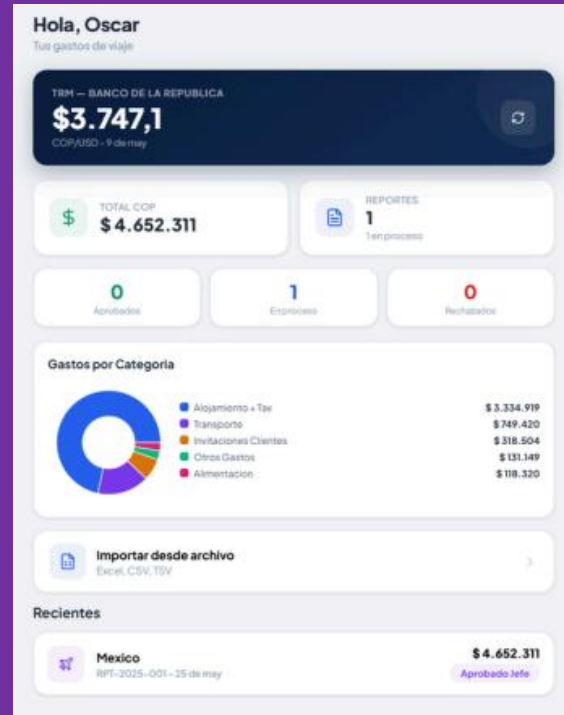 Hola, Oscar
Tus gastos de viaje
TRM — BANCO DE LA REPUBLICA
$3.747,1
COP/USD - 9 de may
TOTAL COP
$ 4.652.311
REPORTES
1
1 en proceso
0
Aprobados
1
En proceso
0
Rechazados
Gastos por Categoria
Alojamiento + Tax $ 3.334.919
Transporte $ 749.420
Invitaciones Clientes $ 318.504
Otros Gastos $ 131.149
Alimentacion $ 118.320
Importar desde archivo
Excel, CSV, TSV
Recientes
Mexico $ 4.652.311
RPT-2025-001 - 25 de may Aprobado Jefe